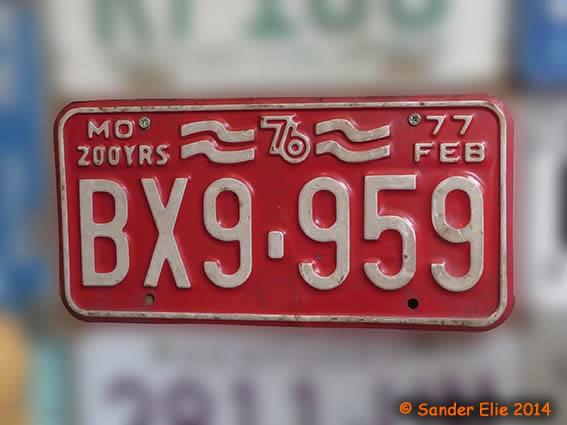 MO 76 77
200YRS FEB
BX9·959
© Sander Elie 2014